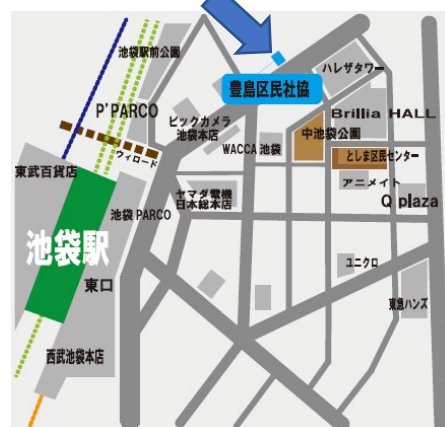 池袋駅前公園
P'PARCO
ビックカメラ
池袋本店
豊島区民社協
ハレザタワー
Brillia HALL
中池袋公園
WACCA 池袋
としま区民センター
ウイロード
東武百貨店
ヤマダ電機
日本総本店
アニメイト
Q plaza
池袋 PARCO
池袋駅
東口
ユニクロ
東急ハンズ
西武池袋本店